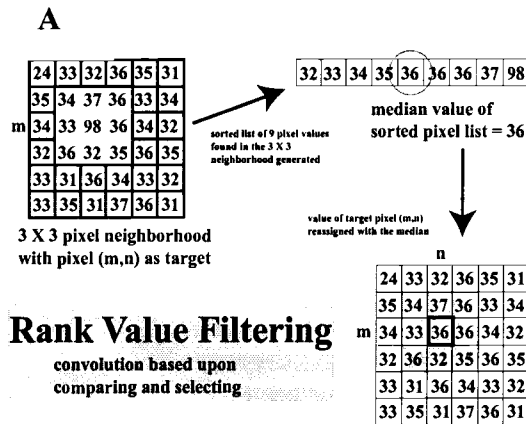 A
24 33 32 36 35 31
35 34 37 36 33 34
m 34 33 98 36 34 32
32 36 32 35 36 35
33 31 36 34 33 32
33 35 31 37 36 31
3 X 3 pixel neighborhood
with pixel (m,n) as target
sorted list of 9 pixel values
found in the 3 X 3
neighborhood generated
32 33 34 35 36 36 36 37 98
median value of
sorted pixel list = 36
value of target pixel (m,n)
reassigned with the median
n
24 33 32 36 35 31
35 34 37 36 33 34
m 34 33 36 36 34 32
32 36 32 35 36 35
33 31 36 34 33 32
33 35 31 37 36 31
Rank Value Filtering
convolution based upon
comparing and selecting